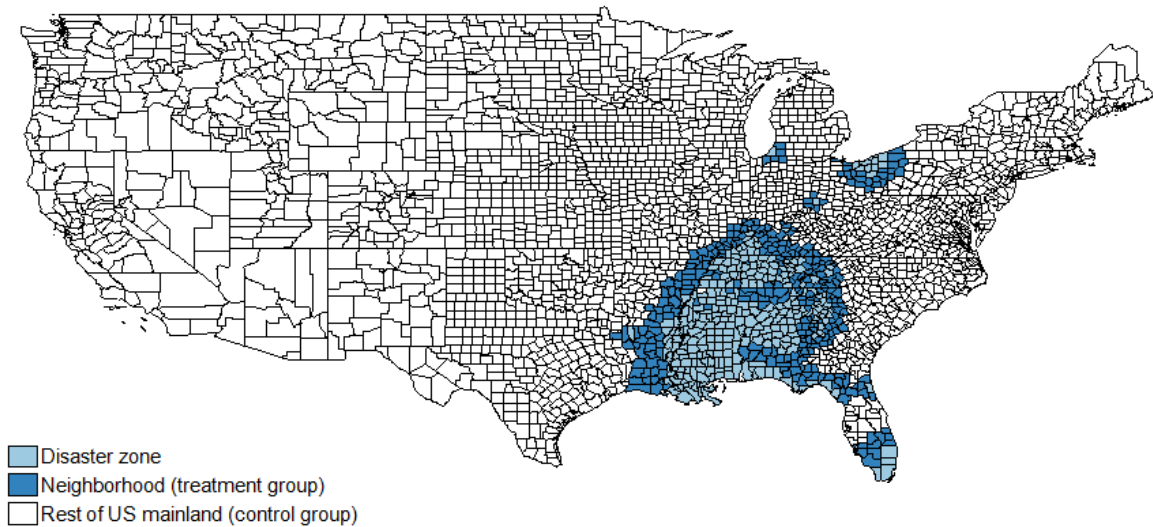 Disaster zone
Neighborhood (treatment group)
Rest of US mainland (control group)